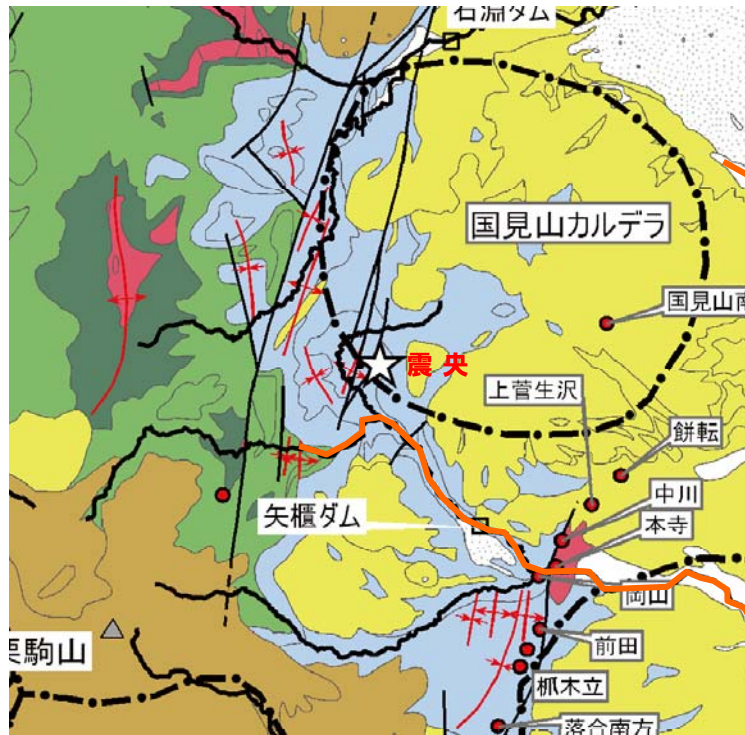 石淵ダム
国見山カルデラ
国見山南
震央
上菅生沢
餅転
中川
矢櫃ダム
本寺
岡山
栗駒山
前田
梛木立
落合南方